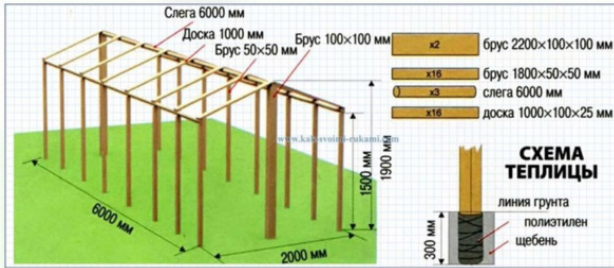 Слега 6000 мм
Доска 1000 мм
Брус 50×50 мм
Брус 100×100 мм
x2 брус 2200×100×100 мм
x16 брус 1800×50×50 мм
x3 слега 6000 мм
x16 доска 1000×100×25 мм
1500 мм
1900 мм
6000 мм
2000 мм
СХЕМА
ТЕПЛИЦЫ
линия грунта
полиэтилен
щебень
300 мм